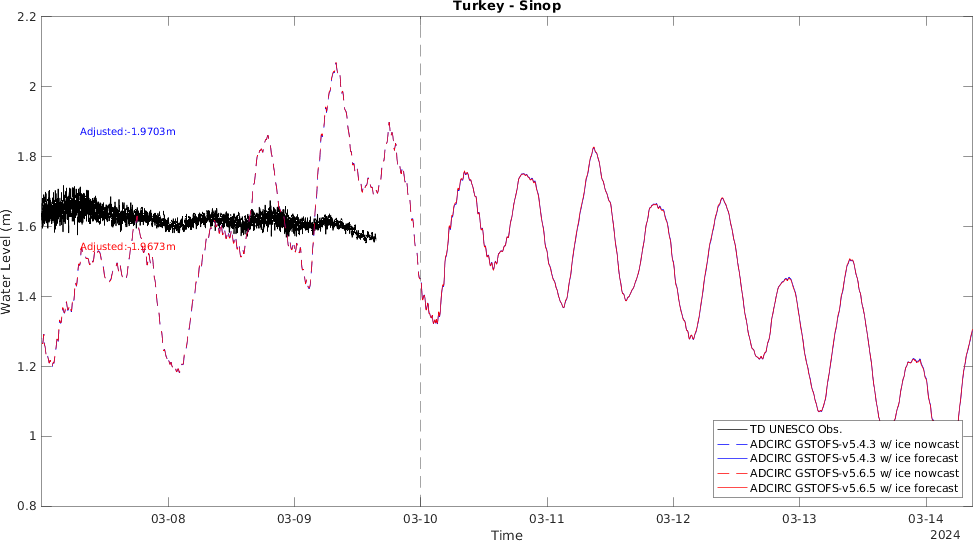 Turkey - Sinop
2.2
2
1.8
1.6
1.4
1.2
1
0.8
Water Level (m)
Adjusted:-1.9703m
Adjusted:-1.9673m
TD UNESCO Obs.
ADCIRC GSTOFS-v5.4.3 w/ ice nowcast
ADCIRC GSTOFS-v5.4.3 w/ ice forecast
ADCIRC GSTOFS-v5.6.5 w/ ice nowcast
ADCIRC GSTOFS-v5.6.5 w/ ice forecast
03-08 03-09 03-10 03-11 03-12 03-13 03-14
Time
2024